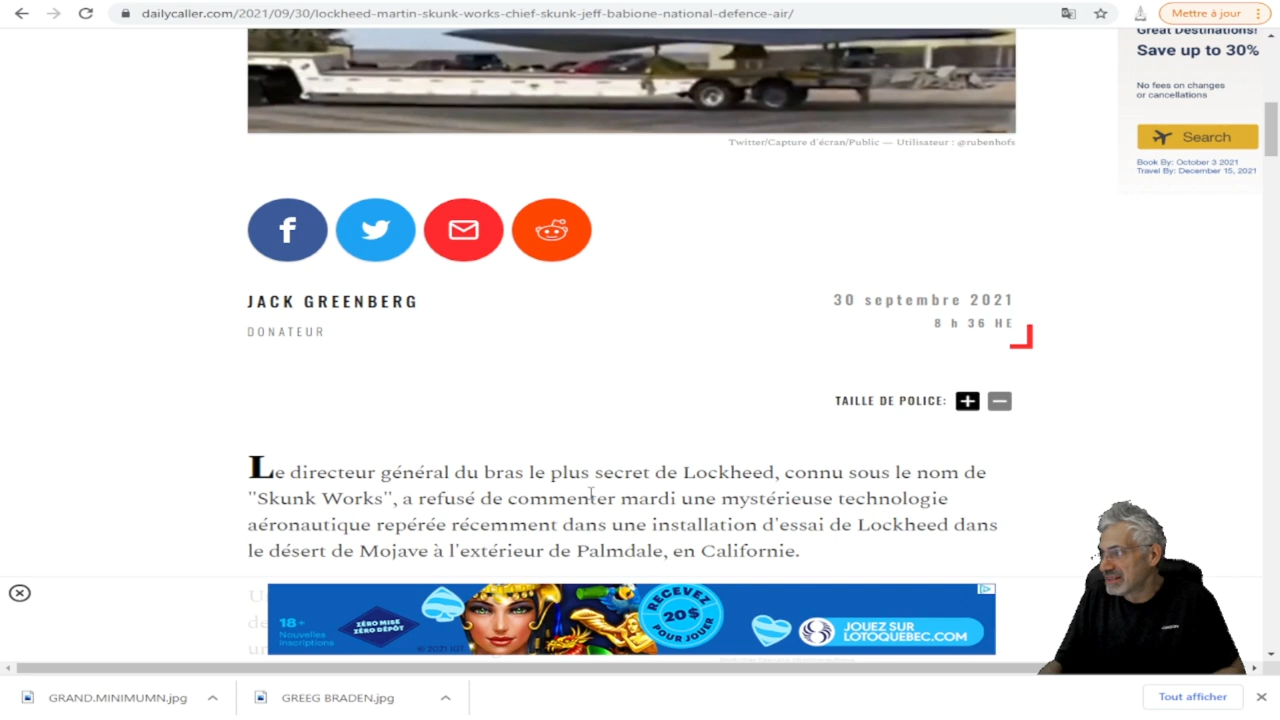 dailycaller.com/2021/09/30/lockheed-martin-skunk-works-chief-skunk-jeff-babione-national-defence-air/
Mettre à jour
Great Destinations!
Save up to 30%
No fees on changes
or cancellations
Search
Book By: October 3 2021
Travel By: December 15, 2021
Twitter/Capture d'écran/Public — Utilisateur : @rubenhofs
JACK GREENBERG
DONATEUR
30 septembre 2021
8 h 36 HE
TAILLE DE POLICE:
Le directeur général du bras le plus secret de Lockheed, connu sous le nom de
"Skunk Works", a refusé de commenter mardi une mystérieuse technologie
aéronautique repérée récemment dans une installation d'essai de Lockheed dans
le désert de Mojave à l'extérieur de Palmdale, en Californie.
18+
Nouvelles
inscriptions
ZÉRO MISE
ZÉRO DÉPÔT
RECEVEZ
20$
POUR JOUER
JOUEZ SUR
LOTOQUEBEC.COM
© 2021 IGT
GRAND.MINIMUMN.jpg
GREEG BRADEN.jpg
Tout afficher